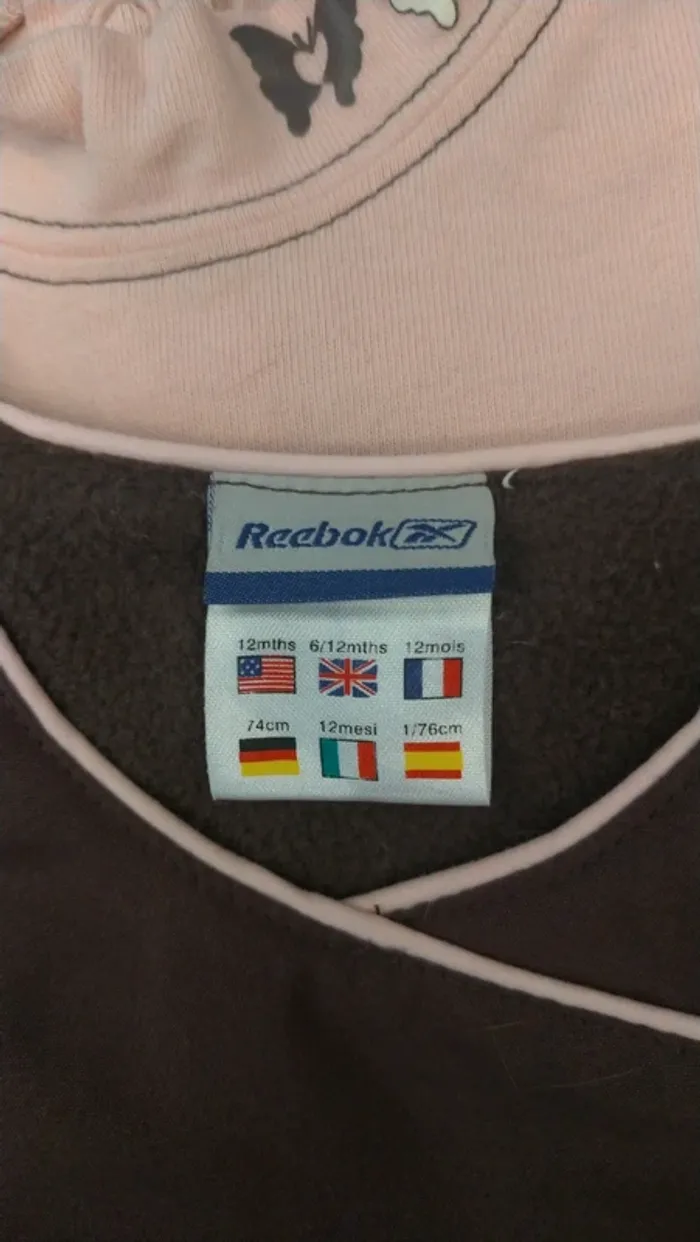 Reebok
12mths 6/12mths 12mois
74cm 12mesi 1/76cm